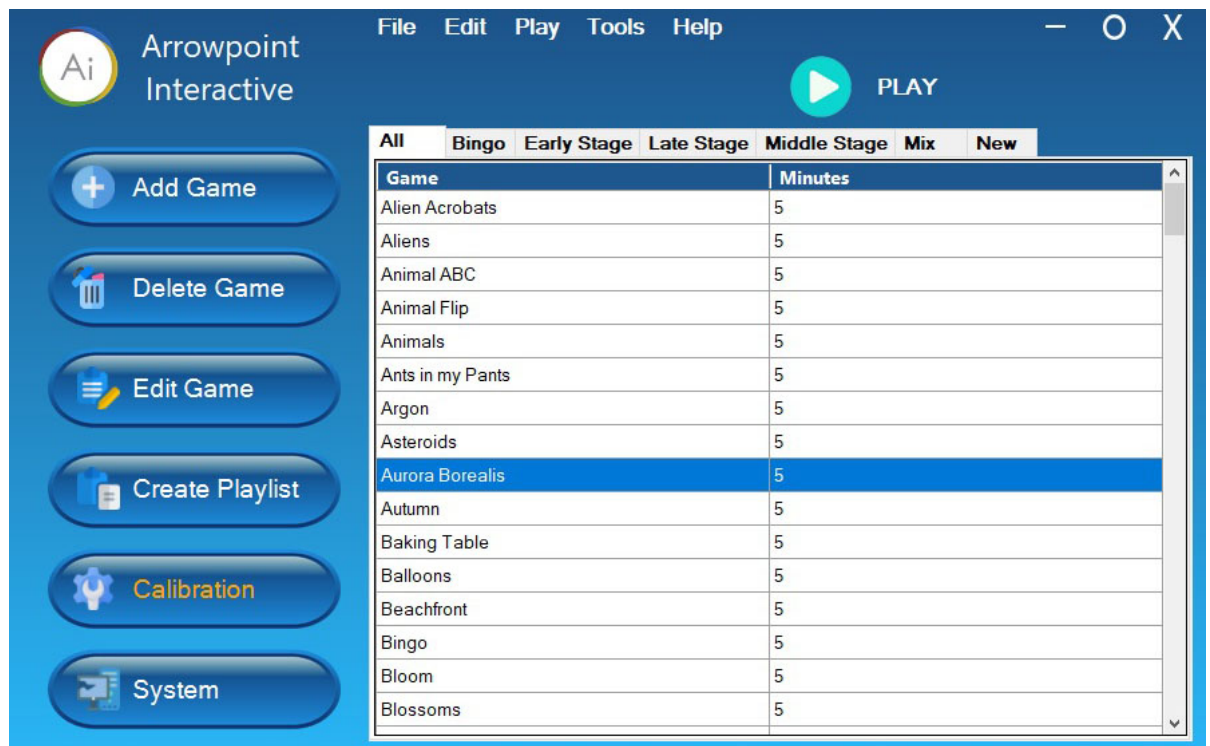 File Edit Play Tools Help
— O X
Ai
Arrowpoint
Interactive
PLAY
All Bingo Early Stage Late Stage Middle Stage Mix New
Add Game
Delete Game
Edit Game
Create Playlist
Calibration
System
Game Minutes
Alien Acrobats 5
Aliens 5
Animal ABC 5
Animal Flip 5
Animals 5
Ants in my Pants 5
Argon 5
Asteroids 5
Aurora Borealis 5
Autumn 5
Baking Table 5
Balloons 5
Beachfront 5
Bingo 5
Bloom 5
Blossoms 5